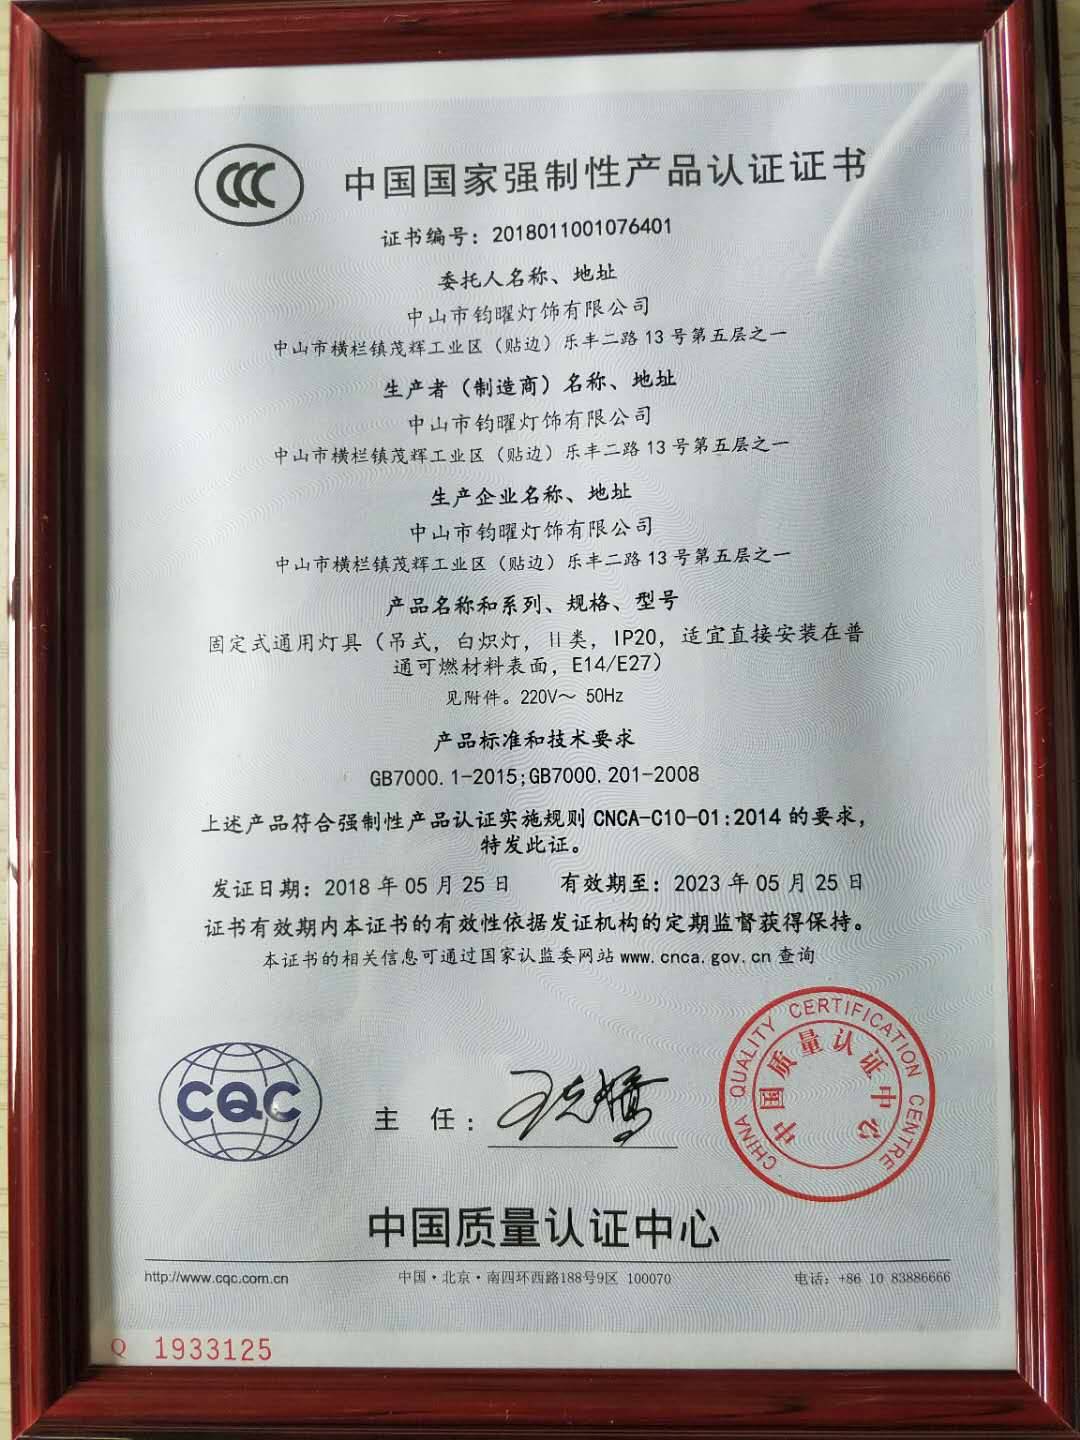 CCC
中国国家强制性产品认证证书
证书编号：2018011001076401
委托人名称、地址
中山市钧曜灯饰有限公司
中山市横栏镇茂辉工业区（贴边）乐丰二路 13 号第五层之一
生产者（制造商）名称、地址
中山市钧曜灯饰有限公司
中山市横栏镇茂辉工业区（贴边）乐丰二路 13 号第五层之一
生产企业名称、地址
中山市钧曜灯饰有限公司
中山市横栏镇茂辉工业区（贴边）乐丰二路 13 号第五层之一
产品名称和系列、规格、型号
固定式通用灯具（吊式，白炽灯，II 类，IP20，适宜直接安装在普
通可燃材料表面，E14/E27）
见附件。220V～ 50Hz
产品标准和技术要求
GB7000.1-2015;GB7000.201-2008
上述产品符合强制性产品认证实施规则 CNCA-C10-01:2014 的要求，
特发此证。
发证日期：2018 年 05 月 25 日 有效期至：2023 年 05 月 25 日
证书有效期内本证书的有效性依据发证机构的定期监督获得保持。
本证书的相关信息可通过国家认监委网站 www.cnca.gov.cn 查询
CQC
主 任：
CHINA QUALITY CERTIFICATION CENTRE
中国质量认证中心
中国质量认证中心
http://www.cqc.com.cn 中国·北京·南四环西路188号9区 100070 电话：+86 10 83886666
Q 1933125